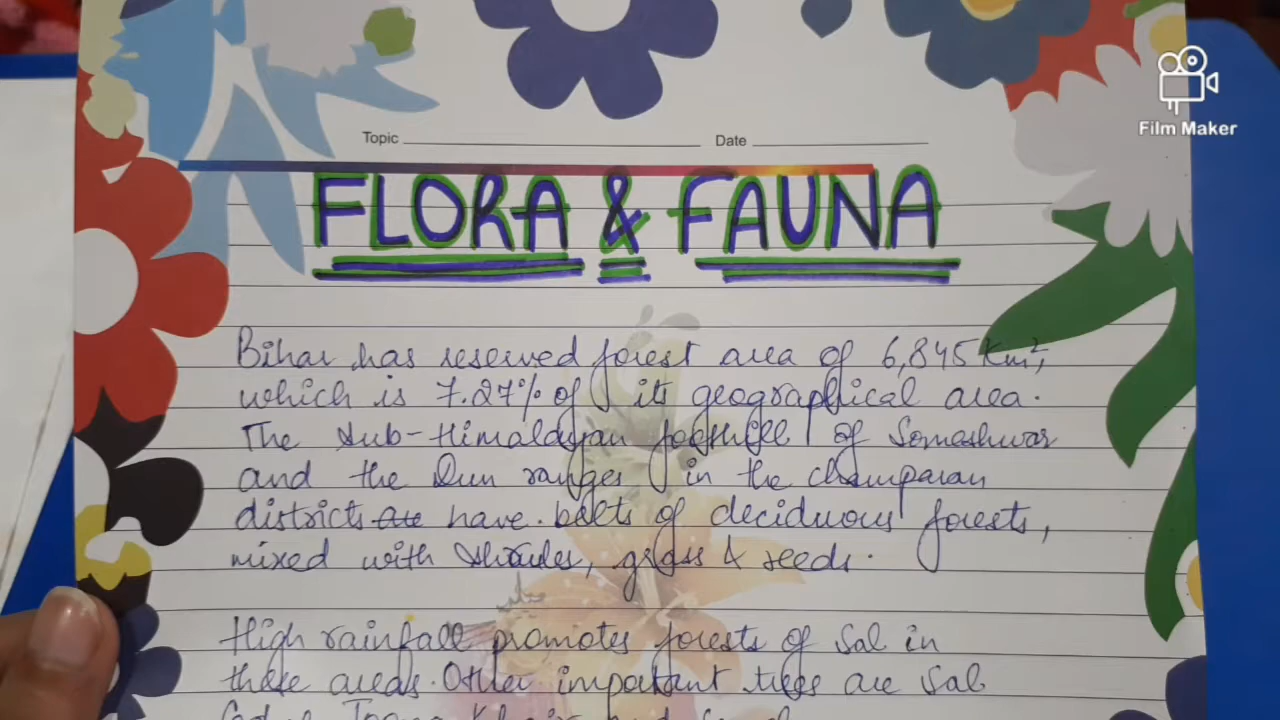 Film Maker
Topic
Date
FLORA & FAUNA
Bihar has reserved forest area of 6,845 Km²,
which is 7.27% of its geographical area.
The Sub-Himalayan foothill of Someshwar
and the Dun ranges in the champaran
districts are have belts of deciduous forests,
mixed with shrubs, grass & reeds.
High rainfall promotes forests of Sal in
these areas. Other important trees are Sal